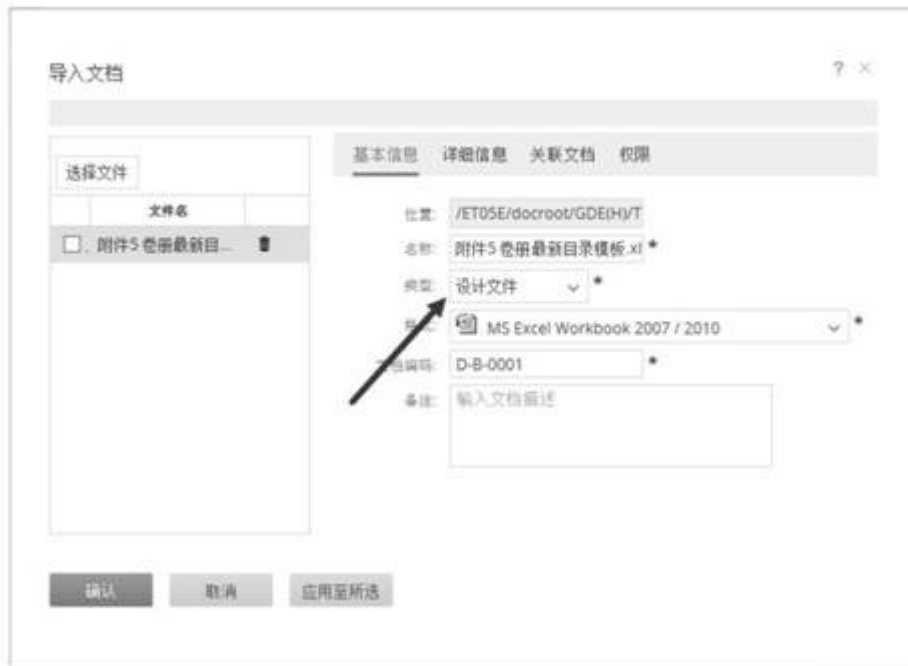 导入文档
? ×
选择文件
文件名
附件5 卷册最新目...
基本信息 详细信息 关联文档 权限
位置: /ET05E/docroot/GDE(H)/T
名称: 附件5 卷册最新目录模板.xl *
类型: 设计文件 *
MS Excel Workbook 2007 / 2010 *
文档编码: D-B-0001 *
备注: 输入文档描述
确认 取消 应用至所选